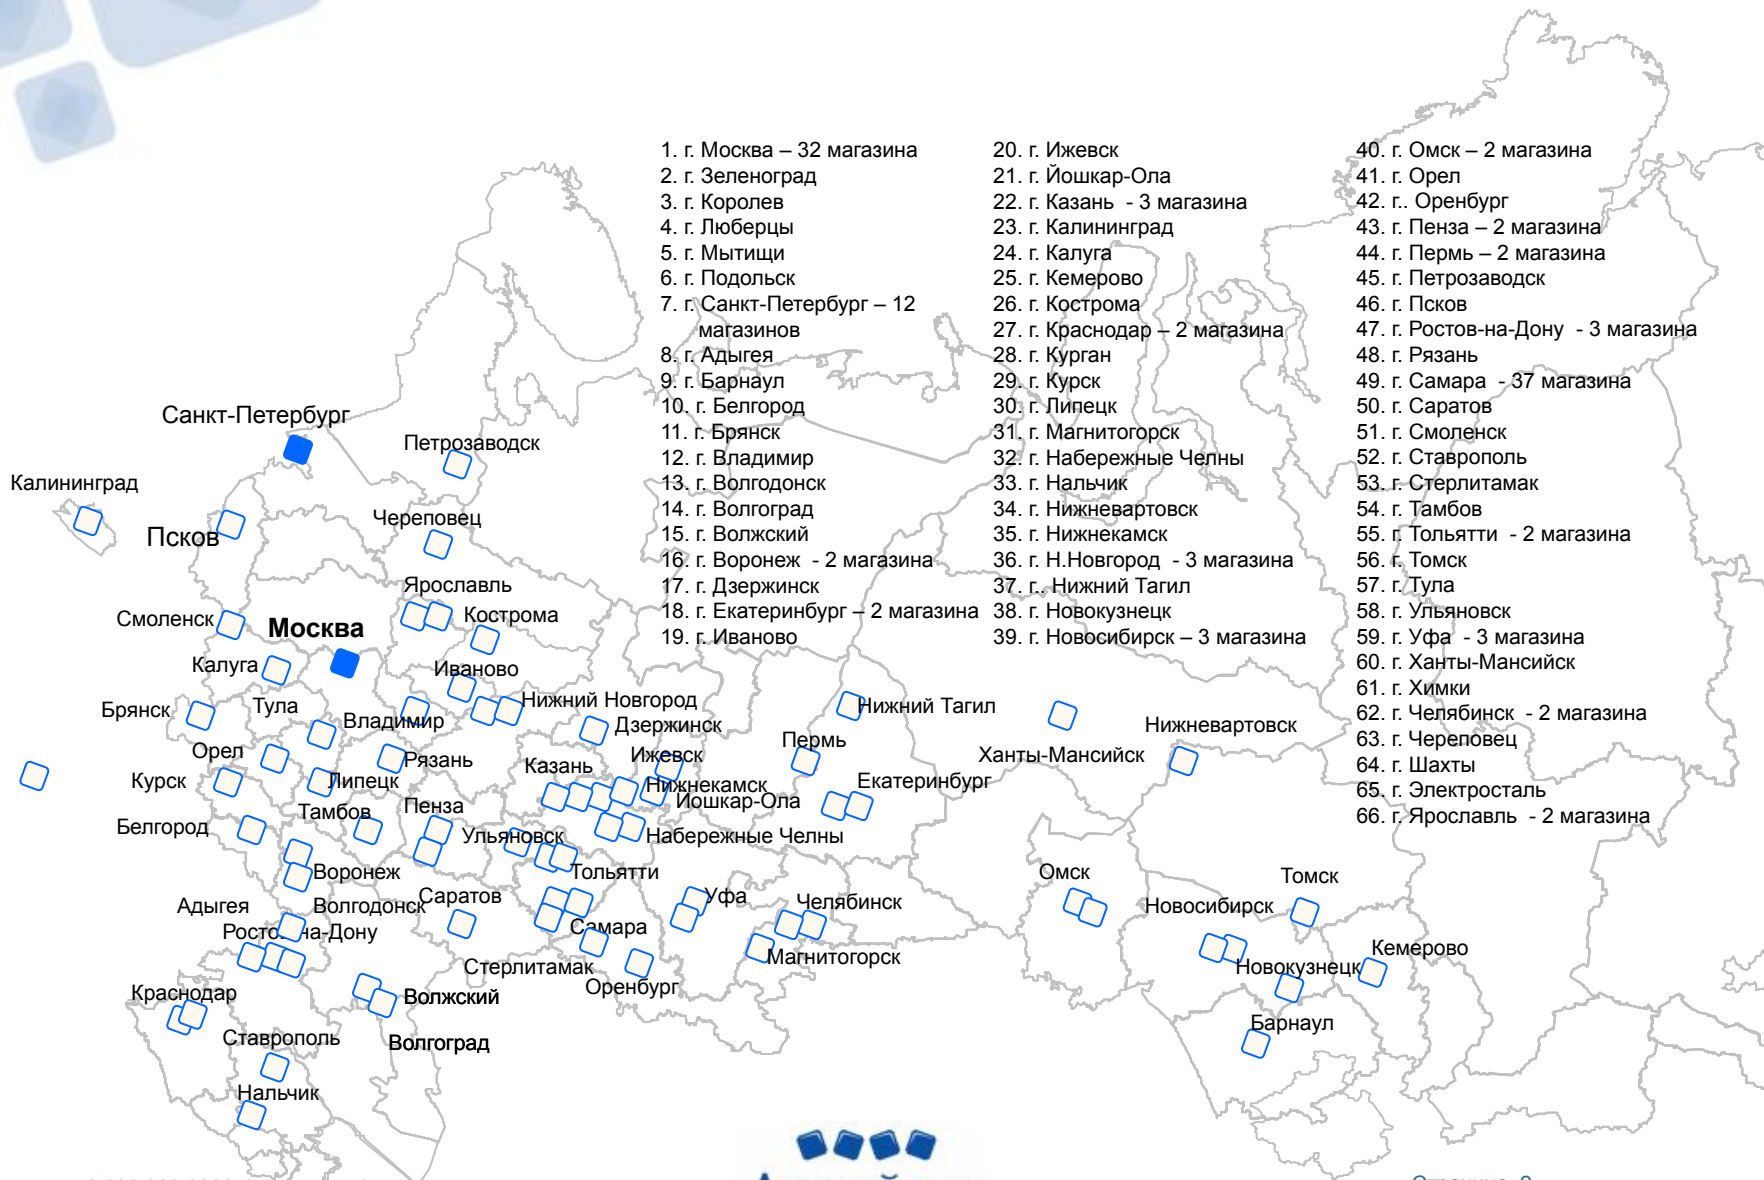 1. г. Москва – 32 магазина
2. г. Зеленоград
3. г. Королев
4. г. Люберцы
5. г. Мытищи
6. г. Подольск
7. г. Санкт-Петербург – 12
магазинов
8. г. Адыгея
9. г. Барнаул
10. г. Белгород
11. г. Брянск
12. г. Владимир
13. г. Волгодонск
14. г. Волгоград
15. г. Волжский
16. г. Воронеж - 2 магазина
17. г. Дзержинск
18. г. Екатеринбург – 2 магазина
19. г. Иваново
20. г. Ижевск
21. г. Йошкар-Ола
22. г. Казань - 3 магазина
23. г. Калининград
24. г. Калуга
25. г. Кемерово
26. г. Кострома
27. г. Краснодар – 2 магазина
28. г. Курган
29. г. Курск
30. г. Липецк
31. г. Магнитогорск
32. г. Набережные Челны
33. г. Нальчик
34. г. Нижневартовск
35. г. Нижнекамск
36. г. Н.Новгород - 3 магазина
37. г.. Нижний Тагил
38. г. Новокузнецк
39. г. Новосибирск – 3 магазина
40. г. Омск – 2 магазина
41. г. Орел
42. г.. Оренбург
43. г. Пенза – 2 магазина
44. г. Пермь – 2 магазина
45. г. Петрозаводск
46. г. Псков
47. г. Ростов-на-Дону - 3 магазина
48. г. Рязань
49. г. Самара - 37 магазина
50. г. Саратов
51. г. Смоленск
52. г. Ставрополь
53. г. Стерлитамак
54. г. Тамбов
55. г. Тольятти - 2 магазина
56. г. Томск
57. г. Тула
58. г. Ульяновск
59. г. Уфа - 3 магазина
60. г. Ханты-Мансийск
61. г. Химки
62. г. Челябинск - 2 магазина
63. г. Череповец
64. г. Шахты
65. г. Электросталь
66. г. Ярославль - 2 магазина
Санкт-Петербург
Петрозаводск
Калининград
Псков
Череповец
Ярославль
Смоленск
Москва
Кострома
Калуга
Иваново
Брянск
Тула
Владимир
Нижний Новгород
Дзержинск
Нижний Тагил
Нижневартовск
Орел
Рязань
Казань
Ижевск
Пермь
Ханты-Мансийск
Курск
Липецк
Нижнекамск
Екатеринбург
Йошкар-Ола
Тамбов
Пенза
Белгород
Ульяновск
Набережные Челны
Воронеж
Тольятти
Омск
Томск
Адыгея
Волгодонск
Саратов
Уфа
Челябинск
Новосибирск
Ростов-на-Дону
Самара
Магнитогорск
Кемерово
Стерлитамак
Новокузнецк
Оренбург
Краснодар
Волжский
Ставрополь
Волгоград
Барнаул
Нальчик